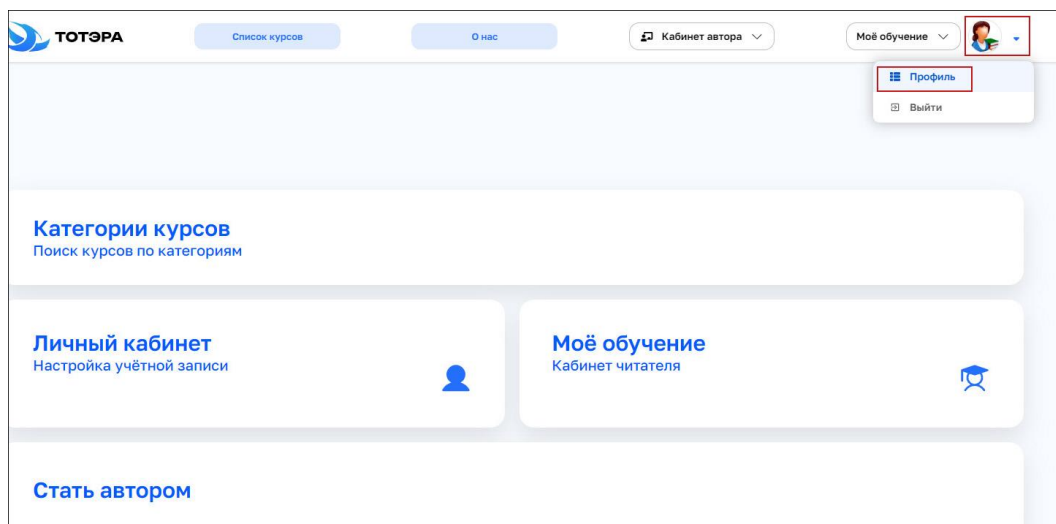 ТОТЭРА
Список курсов
О нас
Кабинет автора
Моё обучение
Профиль
Выйти
Категории курсов
Поиск курсов по категориям
Личный кабинет
Настройка учётной записи
Моё обучение
Кабинет читателя
Стать автором